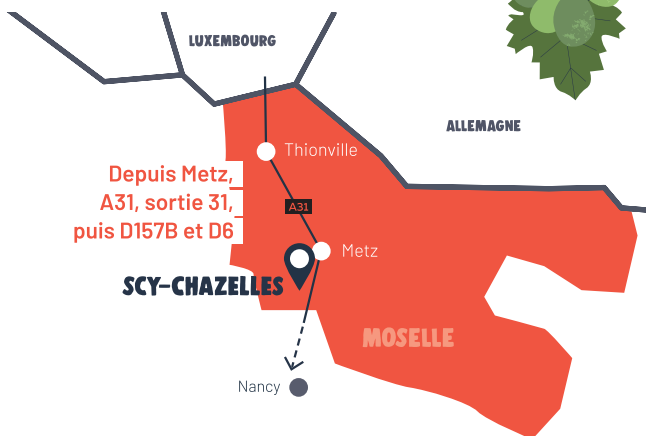 LUXEMBOURG
ALLEMAGNE
Thionville
Depuis Metz,
A31, sortie 31,
puis D157B et D6
A31
Metz
SCY-CHAZELLES
MOSELLE
Nancy